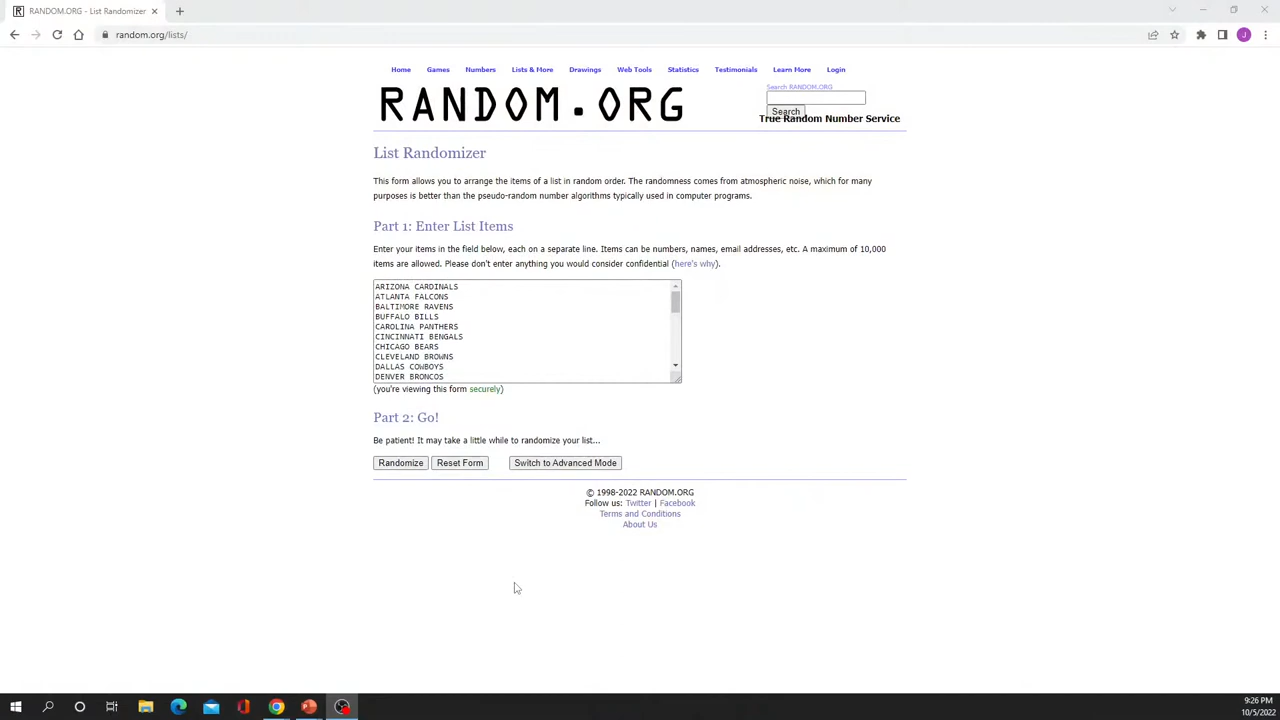 RANDOM.ORG - List Randomizer
random.org/lists/
J
Home Games Numbers Lists & More Drawings Web Tools Statistics Testimonials Learn More Login
Search RANDOM.ORG
RANDOM.ORG
Search
True Random Number Service
List Randomizer
This form allows you to arrange the items of a list in random order. The randomness comes from atmospheric noise, which for many
purposes is better than the pseudo-random number algorithms typically used in computer programs.
Part 1: Enter List Items
Enter your items in the field below, each on a separate line. Items can be numbers, names, email addresses, etc. A maximum of 10,000
items are allowed. Please don't enter anything you would consider confidential (here's why).
ARIZONA CARDINALS
ATLANTA FALCONS
BALTIMORE RAVENS
BUFFALO BILLS
CAROLINA PANTHERS
CINCINNATI BENGALS
CHICAGO BEARS
CLEVELAND BROWNS
DALLAS COWBOYS
DENVER BRONCOS
(you're viewing this form securely)
Part 2: Go!
Be patient! It may take a little while to randomize your list...
Randomize Reset Form Switch to Advanced Mode
© 1998-2022 RANDOM.ORG
Follow us: Twitter | Facebook
Terms and Conditions
About Us
9:26 PM
10/5/2022